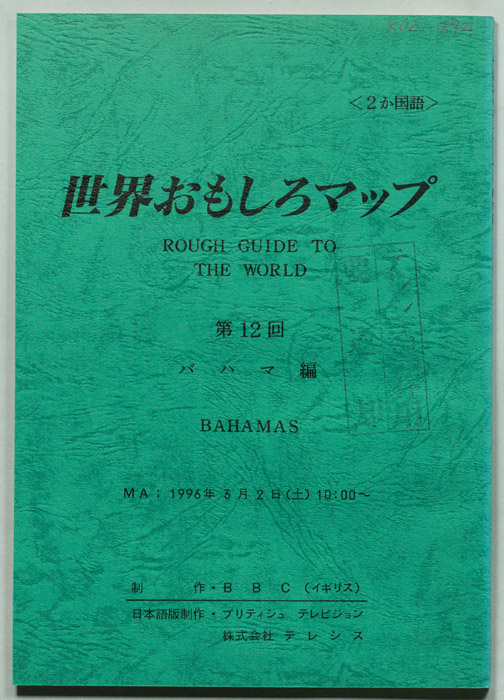 <2か国語>
世界おもしろマップ
ROUGH GUIDE TO
THE WORLD
第12回
バハマ編
BAHAMAS
MA：1996年3月2日(土) 10:00〜
制 作・BBC (イギリス)
日本語版制作・ブリティシュ テレビジョン
株式会社 テレシス